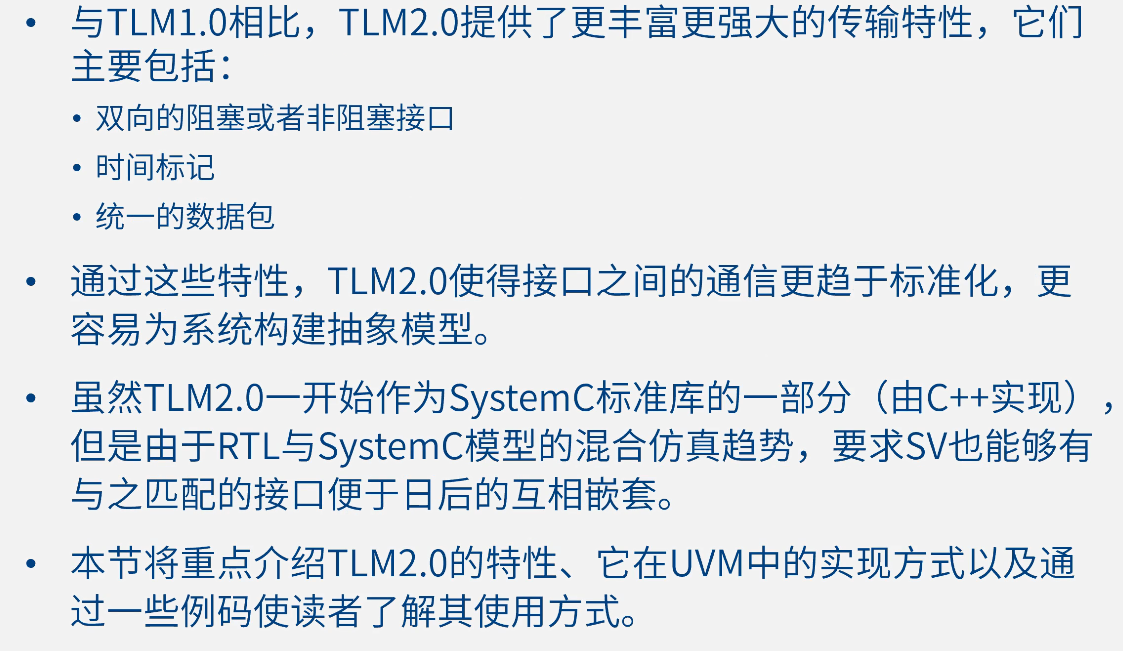 • 与TLM1.0相比，TLM2.0提供了更丰富更强大的传输特性，它们
主要包括：
• 双向的阻塞或者非阻塞接口
• 时间标记
• 统一的数据包
• 通过这些特性，TLM2.0使得接口之间的通信更趋于标准化，更
容易为系统构建抽象模型。
• 虽然TLM2.0一开始作为SystemC标准库的一部分（由C++实现），
但是由于RTL与SystemC模型的混合仿真趋势，要求SV也能够有
与之匹配的接口便于日后的互相嵌套。
• 本节将重点介绍TLM2.0的特性、它在UVM中的实现方式以及通
过一些例码使读者了解其使用方式。